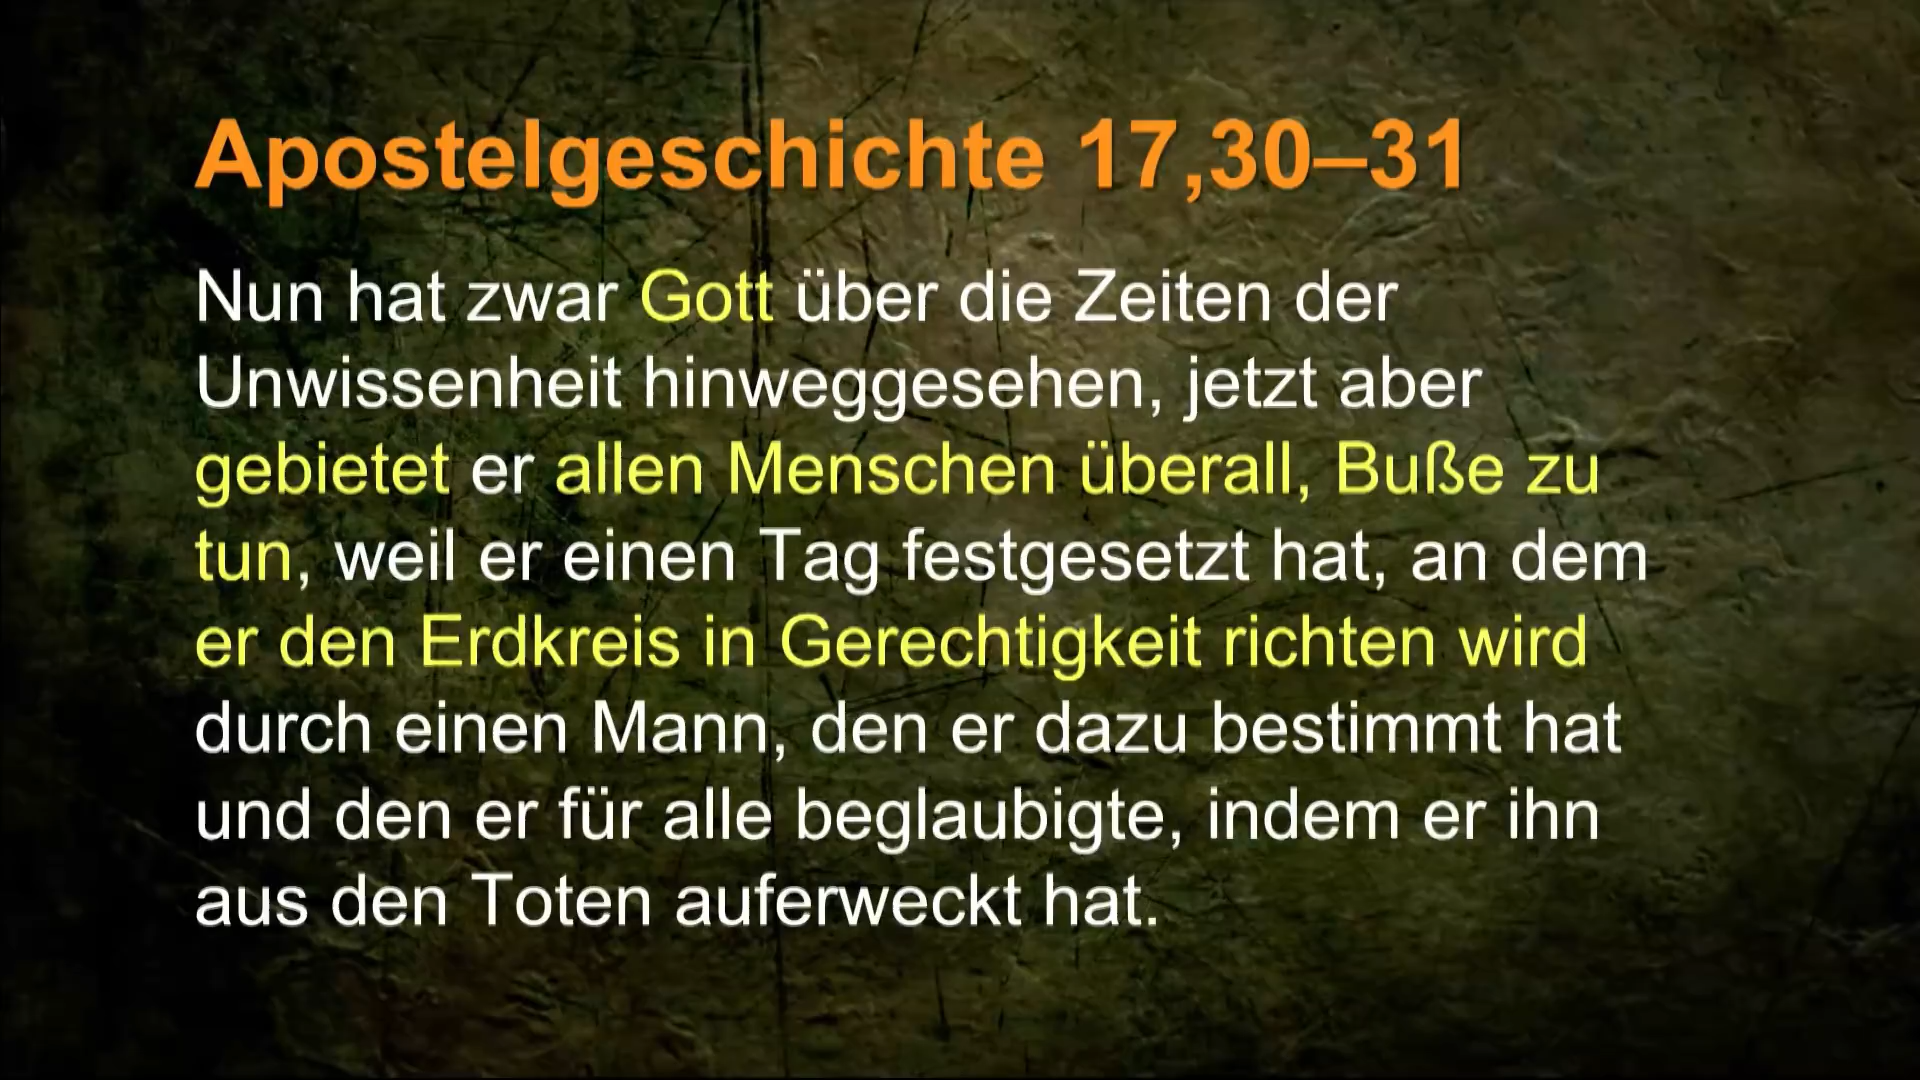 Apostelgeschichte 17,30–31
Nun hat zwar Gott über die Zeiten der
Unwissenheit hinweggesehen, jetzt aber
gebietet er allen Menschen überall, Buße zu
tun, weil er einen Tag festgesetzt hat, an dem
er den Erdkreis in Gerechtigkeit richten wird
durch einen Mann, den er dazu bestimmt hat
und den er für alle beglaubigte, indem er ihn
aus den Toten auferweckt hat.